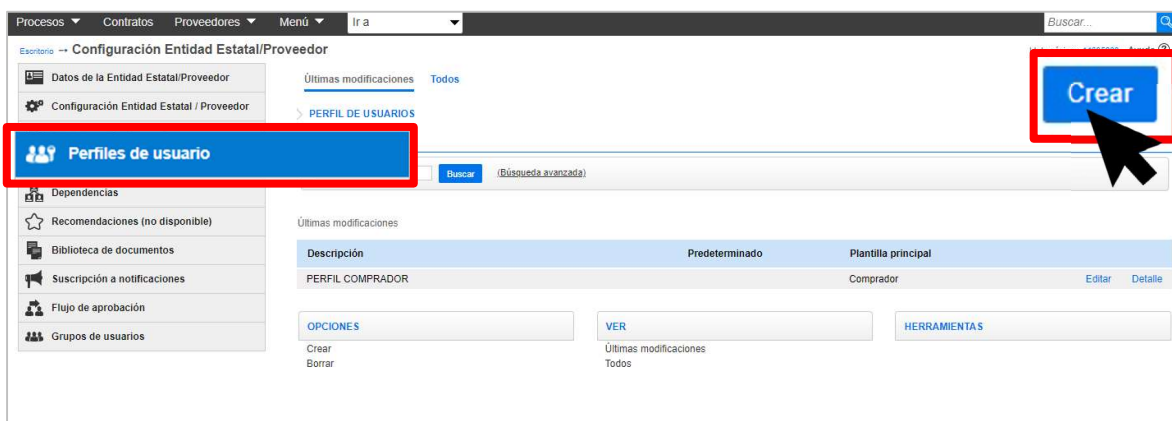 Procesos Contratos Proveedores Menú Ir a Buscar...
Escritorio → Configuración Entidad Estatal/Proveedor Ayuda
Datos de la Entidad Estatal/Proveedor
Configuración Entidad Estatal / Proveedor
Perfiles de usuario
Dependencias
Recomendaciones (no disponible)
Biblioteca de documentos
Suscripción a notificaciones
Flujo de aprobación
Grupos de usuarios
Últimas modificaciones Todos
Crear
PERFIL DE USUARIOS
Buscar (Búsqueda avanzada)
Últimas modificaciones
Descripción Predeterminado Plantilla principal
PERFIL COMPRADOR Comprador Editar Detalle
OPCIONES VER HERRAMIENTAS
Crear Últimas modificaciones
Borrar Todos